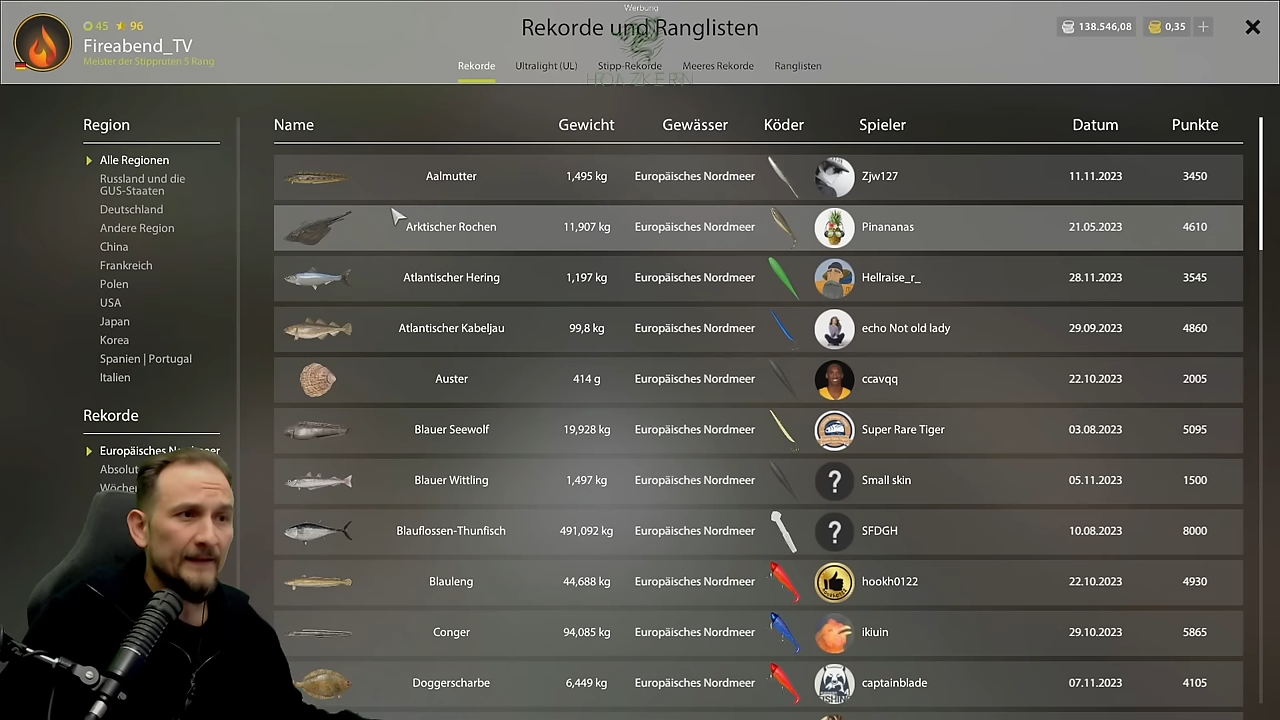 Werbung
45 96
Fireabend_TV
Meister der Stippruten 5 Rang
Rekorde und Ranglisten
138.546,08 0,35 +
Rekorde Ultralight (UL) Stipp-Rekorde Meeres Rekorde Ranglisten
Region
Alle Regionen
Russland und die
GUS-Staaten
Deutschland
Andere Region
China
Frankreich
Polen
USA
Japan
Korea
Spanien | Portugal
Italien
Rekorde
Europäisches
Name Gewicht Gewässer Köder Spieler Datum Punkte
Aalmutter 1,495 kg Europäisches Nordmeer Zjw127 11.11.2023 3450
Arktischer Rochen 11,907 kg Europäisches Nordmeer Pinananas 21.05.2023 4610
Atlantischer Hering 1,197 kg Europäisches Nordmeer Hellraise_r_ 28.11.2023 3545
Atlantischer Kabeljau 99,8 kg Europäisches Nordmeer echo Not old lady 29.09.2023 4860
Auster 414 g Europäisches Nordmeer ccavqq 22.10.2023 2005
Blauer Seewolf 19,928 kg Europäisches Nordmeer Super Rare Tiger 03.08.2023 5095
Blauer Wittling 1,497 kg Europäisches Nordmeer ? Small skin 05.11.2023 1500
Blauflossen-Thunfisch 491,092 kg Europäisches Nordmeer ? SFDGH 10.08.2023 8000
Blauleng 44,688 kg Europäisches Nordmeer hookh0122 22.10.2023 4930
Conger 94,085 kg Europäisches Nordmeer ikiuin 29.10.2023 5865
Doggerscharbe 6,449 kg Europäisches Nordmeer captainblade 07.11.2023 4105